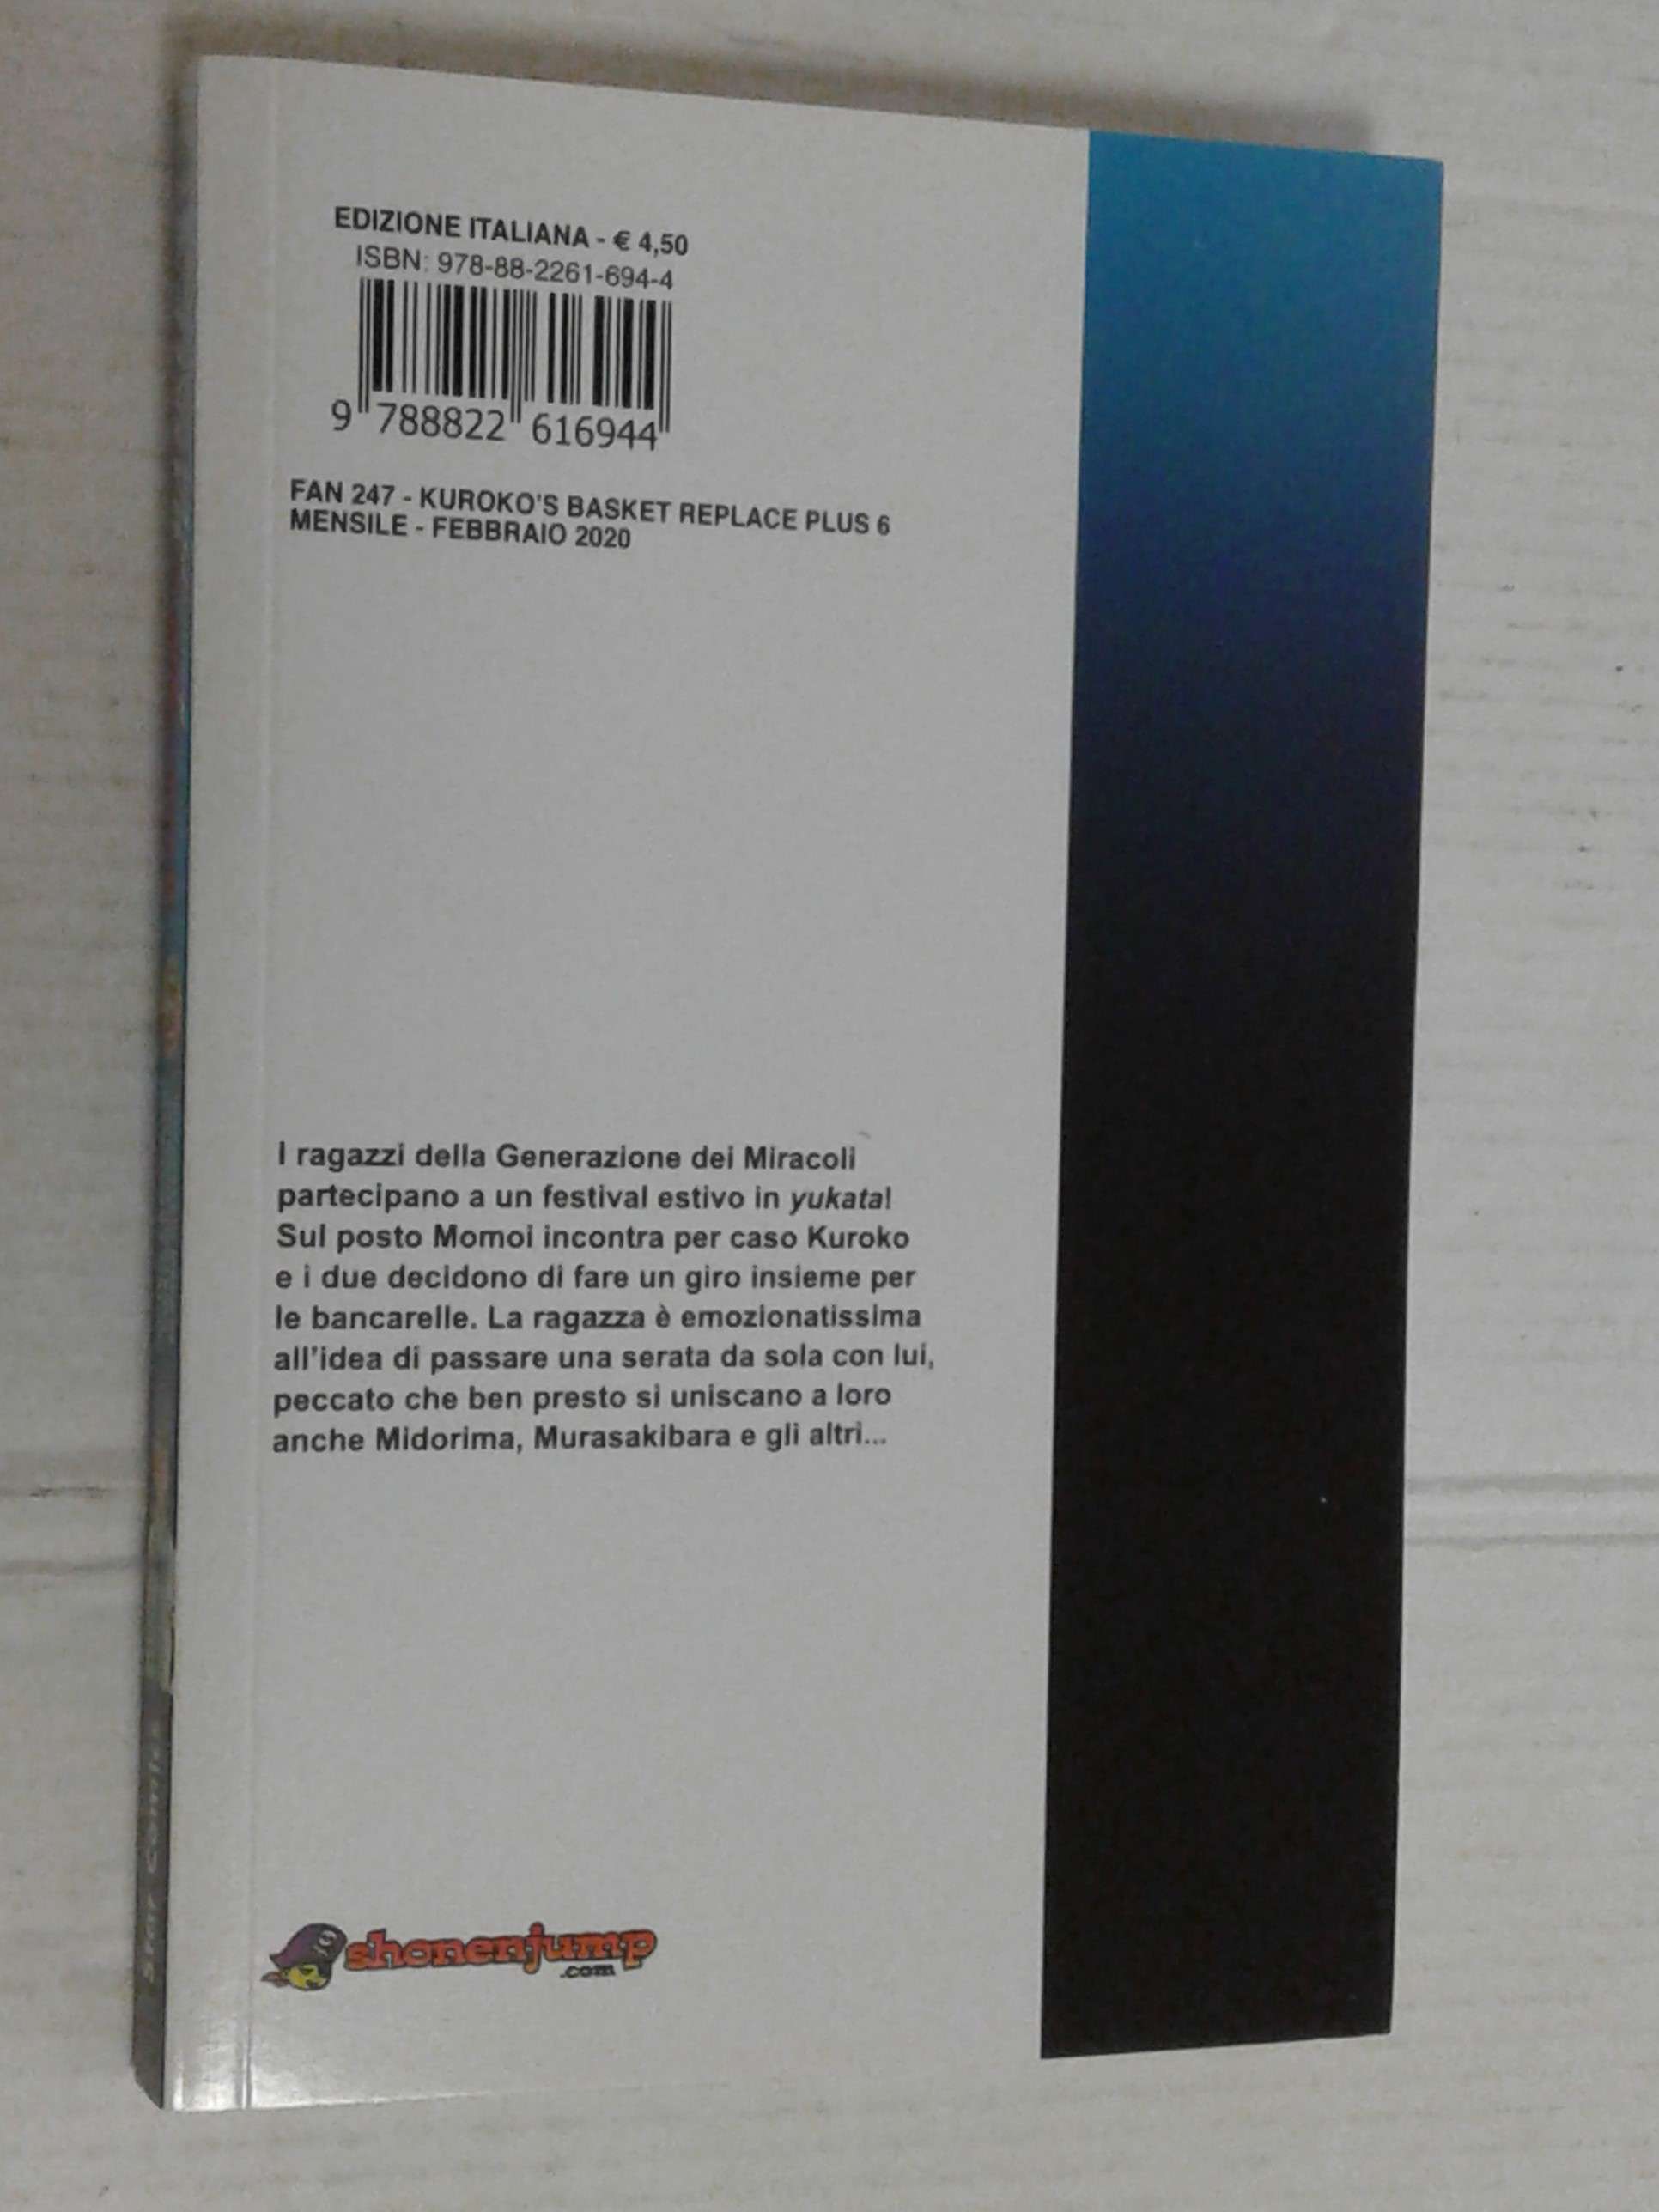 EDIZIONE ITALIANA - € 4,50
ISBN: 978-88-2261-694-4
9 788822 616944
FAN 247 - KUROKO'S BASKET REPLACE PLUS 6
MENSILE - FEBBRAIO 2020
I ragazzi della Generazione dei Miracoli
partecipano a un festival estivo in yukata!
Sul posto Momoi incontra per caso Kuroko
e i due decidono di fare un giro insieme per
le bancarelle. La ragazza è emozionatissima
all'idea di passare una serata da sola con lui,
peccato che ben presto si uniscano a loro
anche Midorima, Murasakibara e gli altri...
shonenjump
.com
Star Comics